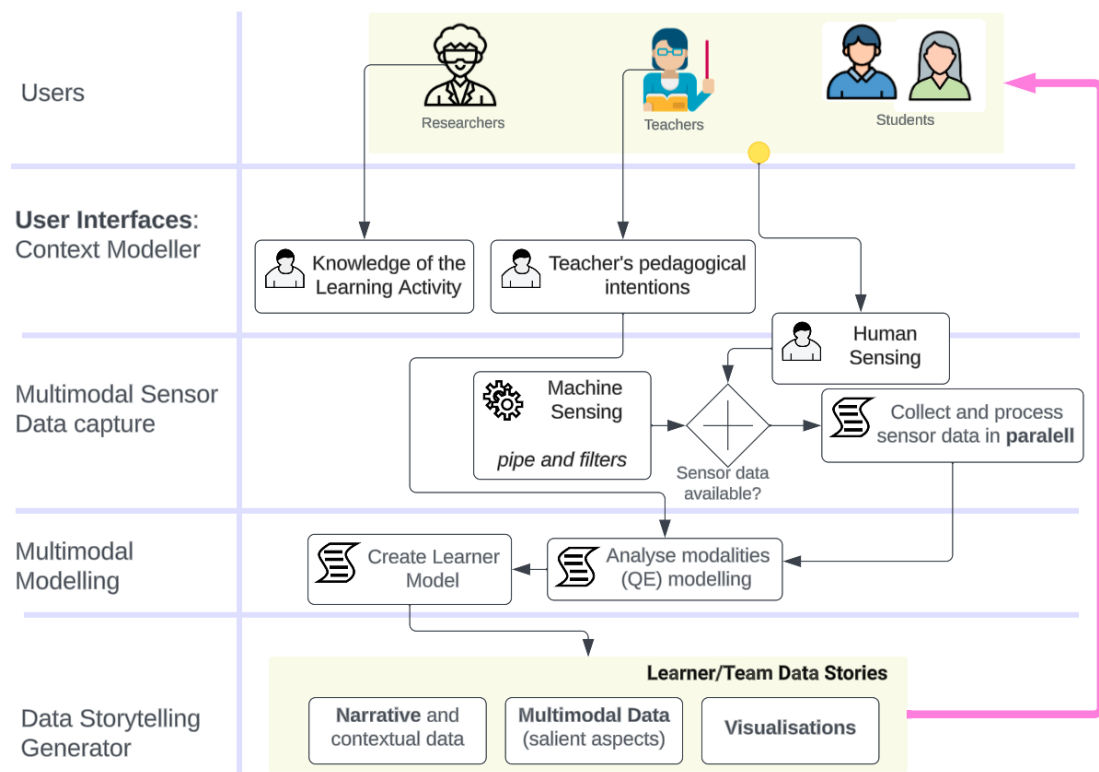 Users
Researchers
Teachers
Students
User Interfaces:
Context Modeller
Knowledge of the
Learning Activity
Teacher's pedagogical
intentions
Human
Sensing
Multimodal Sensor
Data capture
Machine
Sensing
pipe and filters
Sensor data
available?
Collect and process
sensor data in paralell
Multimodal
Modelling
Create Learner
Model
Analyse modalities
(QE) modelling
Learner/Team Data Stories
Data Storytelling
Generator
Narrative and
contextual data
Multimodal Data
(salient aspects)
Visualisations